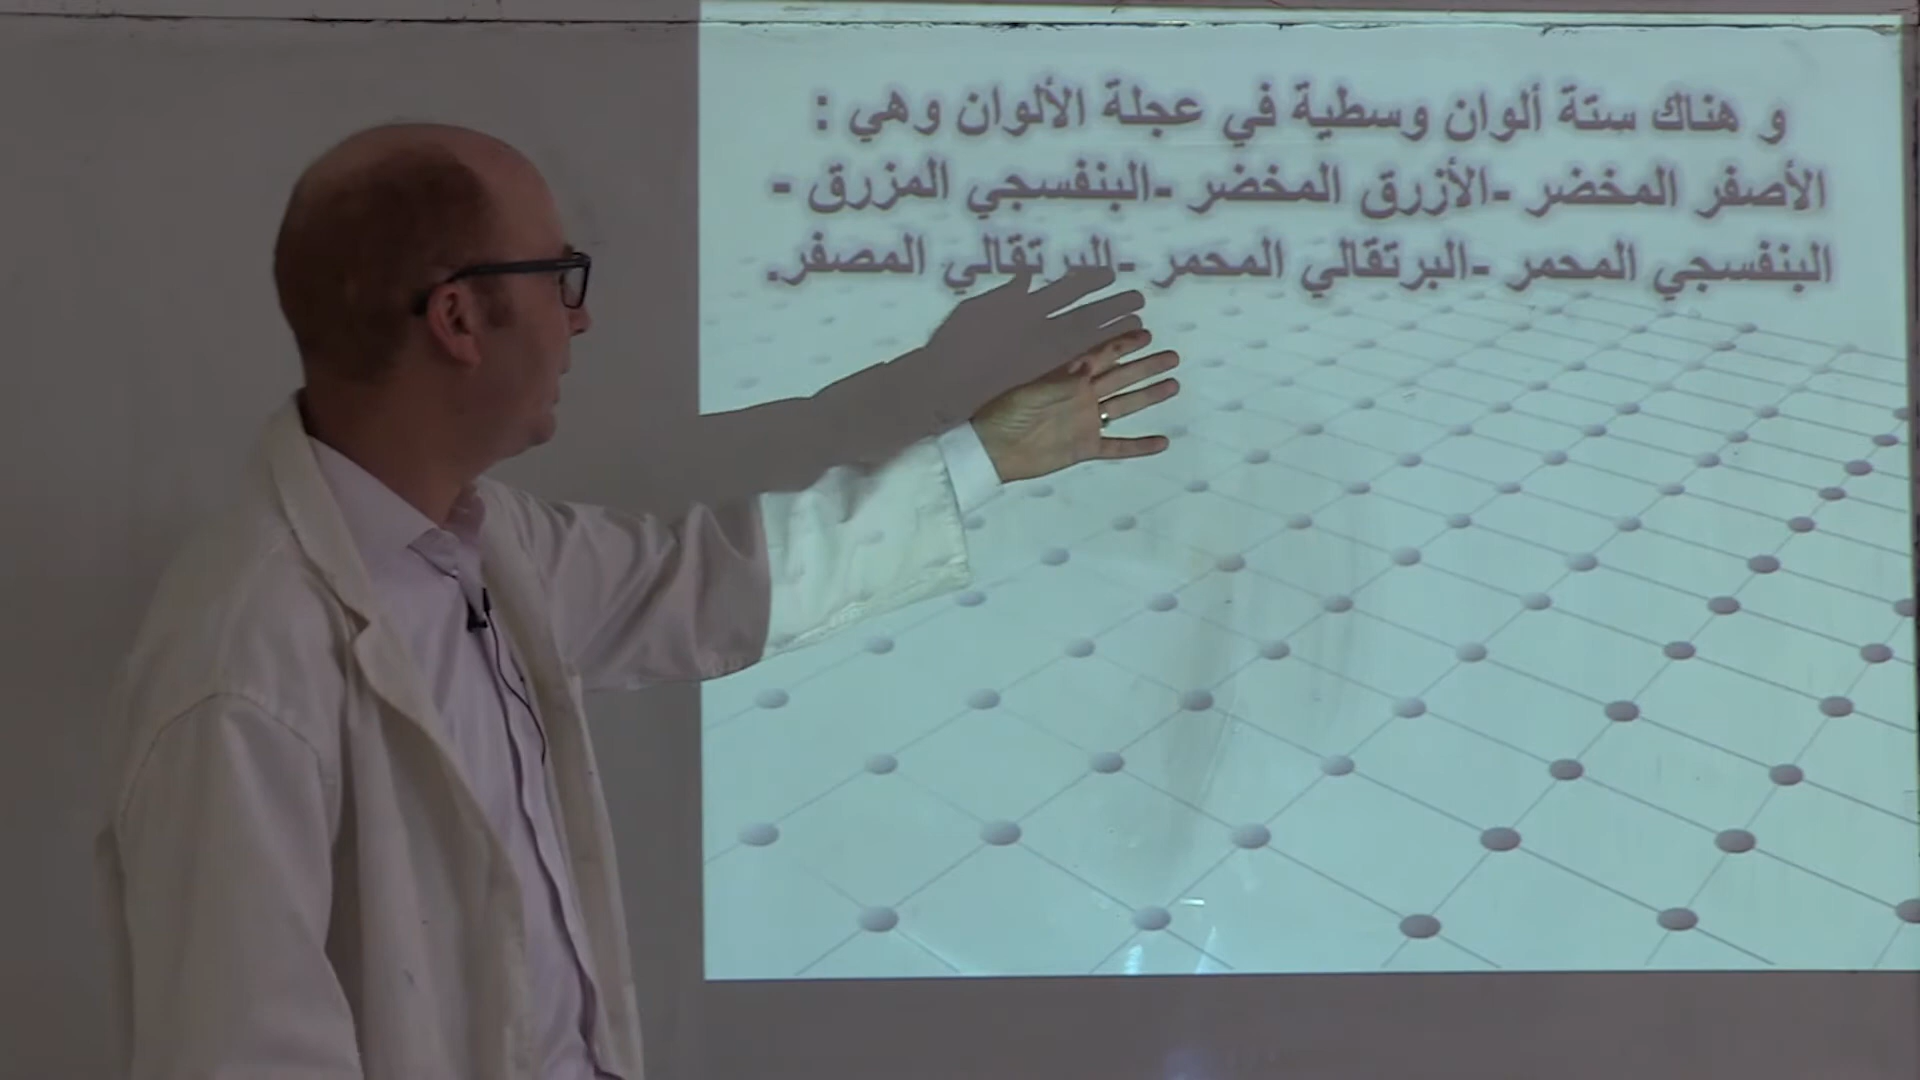 و هناك ستة ألوان وسطية في عجلة الألوان وهي :
الأصفر المخضر -الأزرق المخضر -البنفسجي المزرق -
البنفسجي المحمر -البرتقالي المحمر -البرتقالي المصفر.